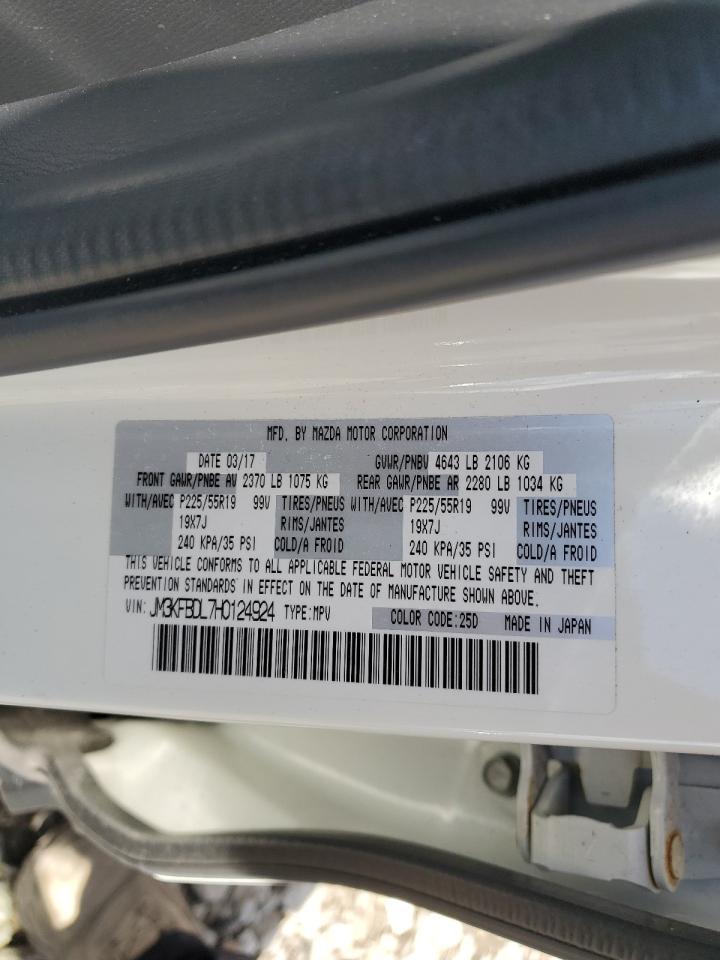 MFD. BY MAZDA MOTOR CORPORATION
DATE 03/17 GVWR/PNBV 4643 LB 2106 KG
FRONT GAWR/PNBE AV 2370 LB 1075 KG REAR GAWR/PNBE AR 2280 LB 1034 KG
WITH/AVEC P225/55R19 99V TIRES/PNEUS WITH/AVEC P225/55R19 99V TIRES/PNEUS
19X7J RIMS/JANTES 19X7J RIMS/JANTES
240 KPA/35 PSI COLD/A FROID 240 KPA/35 PSI COLD/A FROID
THIS VEHICLE CONFORMS TO ALL APPLICABLE FEDERAL MOTOR VEHICLE SAFETY AND THEFT
PREVENTION STANDARDS IN EFFECT ON THE DATE OF MANUFACTURE SHOWN ABOVE.
VIN: JM3KFBDL7H0124924 TYPE:MPV COLOR CODE:25D MADE IN JAPAN